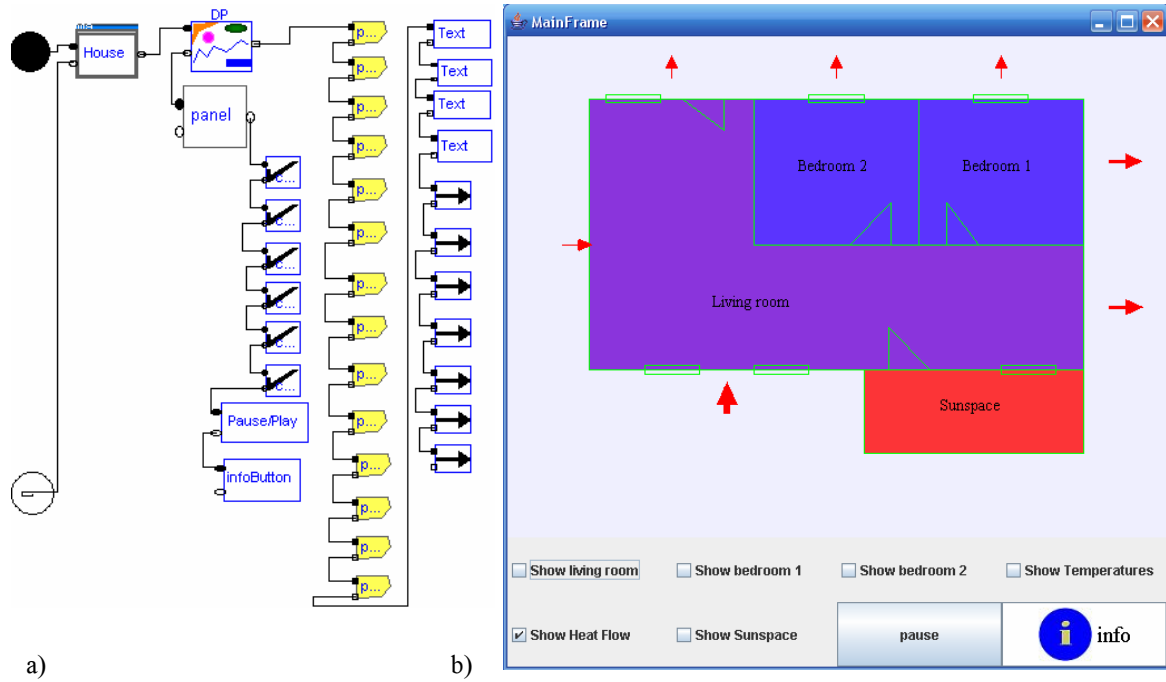 DP
House
panel
c...
c...
c...
c...
c...
c...
Pause/Play
infoButton
p...
p...
p...
p...
p...
p...
p...
p...
p...
p...
p...
p...
p...
p...
Text
Text
Text
Text
a)
b)
MainFrame
Bedroom 2
Bedroom 1
Living room
Sunspace
Show living room
Show bedroom 1
Show bedroom 2
Show Temperatures
Show Heat Flow
Show Sunspace
pause
i
info